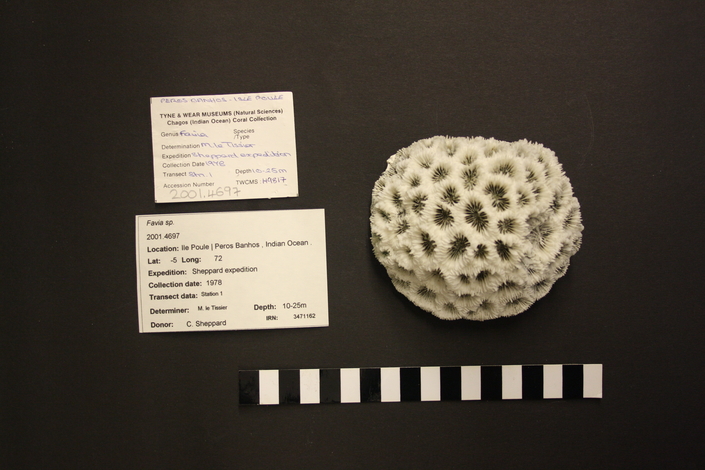 PEROS BANHOS - ISLE POULE
TYNE & WEAR MUSEUMS (Natural Sciences)
Chagos (Indian Ocean) Coral Collection
Genus Favia Species
/Type
Determination M. le Tissier
Expedition Sheppard expedition
Collection Date 1978
Transect Stn. 1 Depth 10-25m
Accession Number TWCMS H9817
2001.4697
Favia sp.
2001.4697
Location: Ile Poule | Peros Banhos , Indian Ocean .
Lat: -5 Long: 72
Expedition: Sheppard expedition
Collection date: 1978
Transect data: Station 1
Determiner: M. le Tissier Depth: 10-25m
Donor: C. Sheppard IRN: 3471162